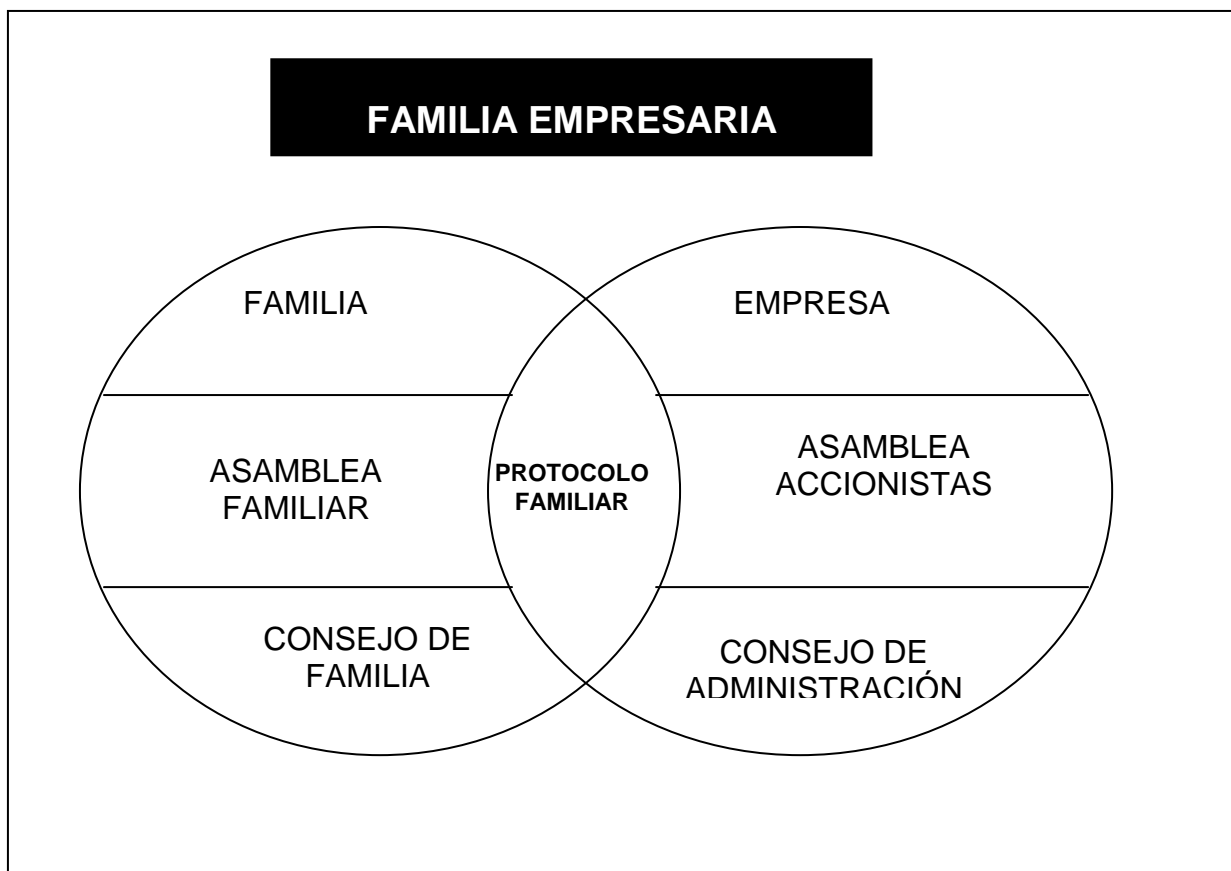 FAMILIA EMPRESARIA
FAMILIA
EMPRESA
ASAMBLEA
FAMILIAR
PROTOCOLO
FAMILIAR
ASAMBLEA
ACCIONISTAS
CONSEJO DE
FAMILIA
CONSEJO DE
ADMINISTRACIÓN